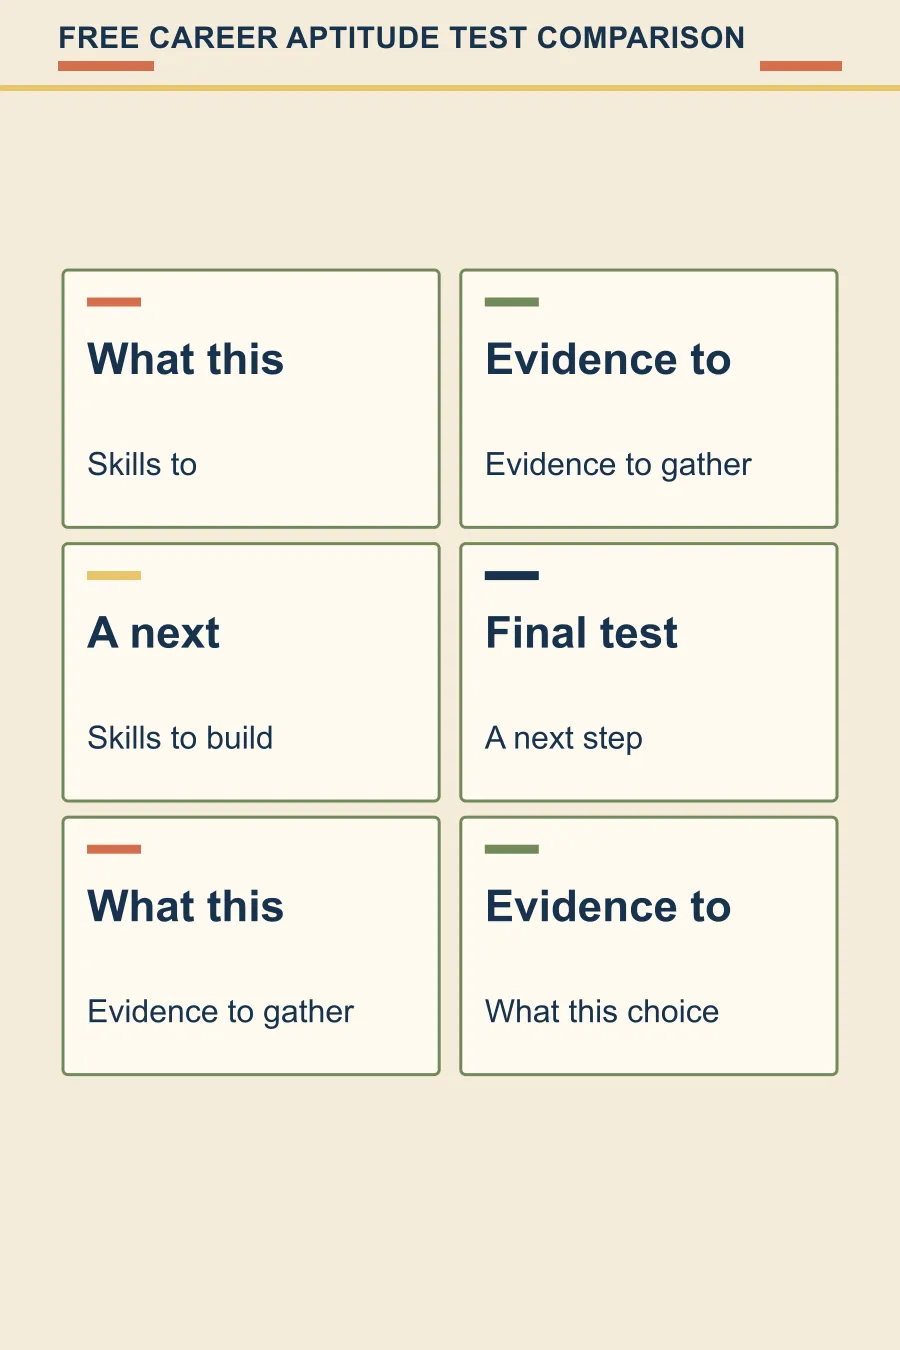 FREE CAREER APTITUDE TEST COMPARISON
What this
Skills to
Evidence to
Evidence to gather
A next
Skills to build
Final test
A next step
What this
Evidence to gather
Evidence to
What this choice